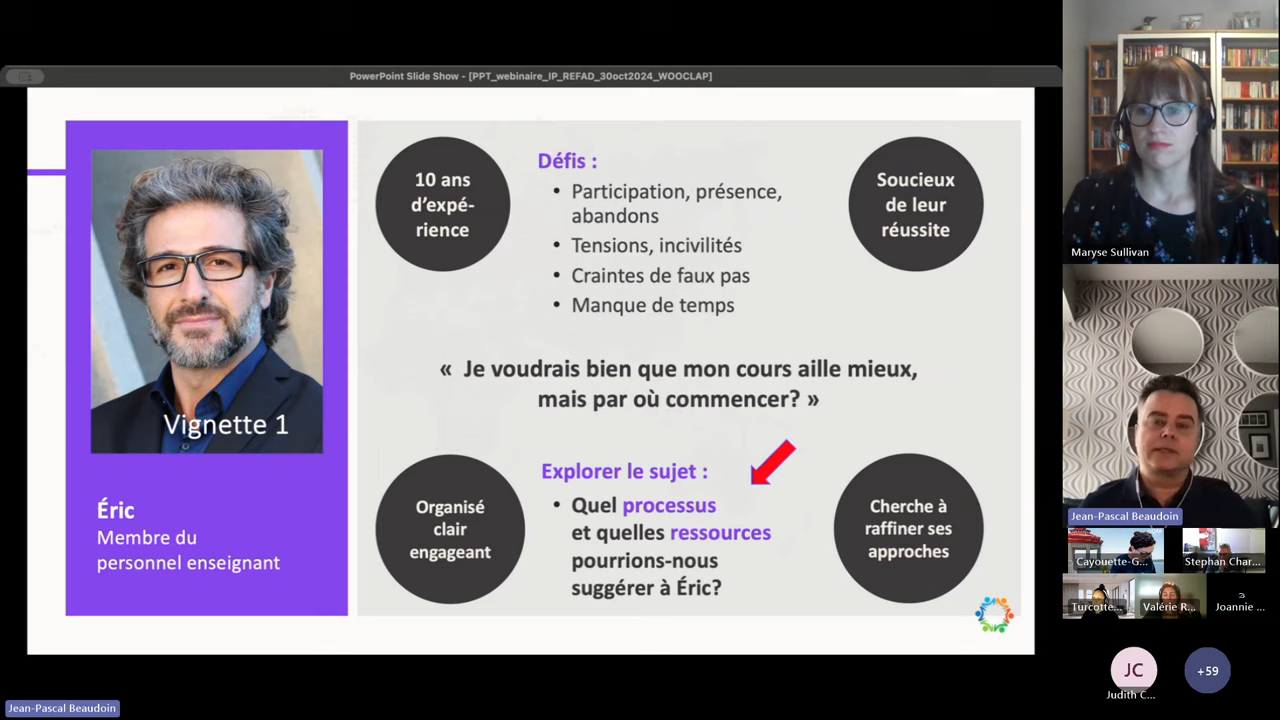 PowerPoint Slide Show - [PPT_webinaire_IP_REFAD_30oct2024_WOOCLAP]
10 ans
d'expé-
rience
Défis :
• Participation, présence,
abandons
• Tensions, incivilités
• Craintes de faux pas
• Manque de temps
Soucieux
de leur
réussite
« Je voudrais bien que mon cours aille mieux,
mais par où commencer? »
Vignette 1
Éric
Membre du
personnel enseignant
Organisé
clair
engageant
Explorer le sujet :
• Quel processus
et quelles ressources
pourrions-nous
suggérer à Éric?
Cherche à
raffiner ses
approches
Maryse Sullivan
Jean-Pascal Beaudoin
Cayouette-G...
Stephan Char...
Turcotte...
Valérie R...
Joannie ...
JC
+59
Judith C...
Jean-Pascal Beaudoin